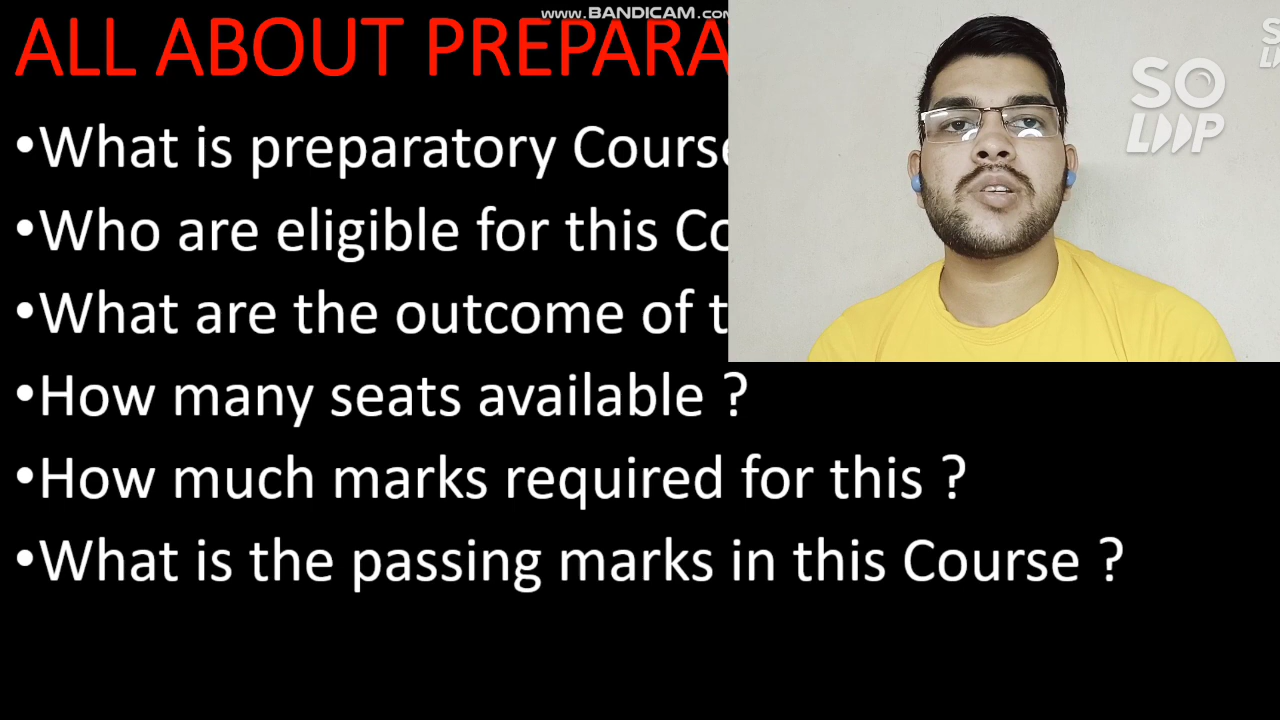 www.BANDICAM.com
ALL ABOUT PREPARA
•What is preparatory Course
•Who are eligible for this Co
•What are the outcome of t
•How many seats available ?
•How much marks required for this ?
•What is the passing marks in this Course ?
SO
LOOP